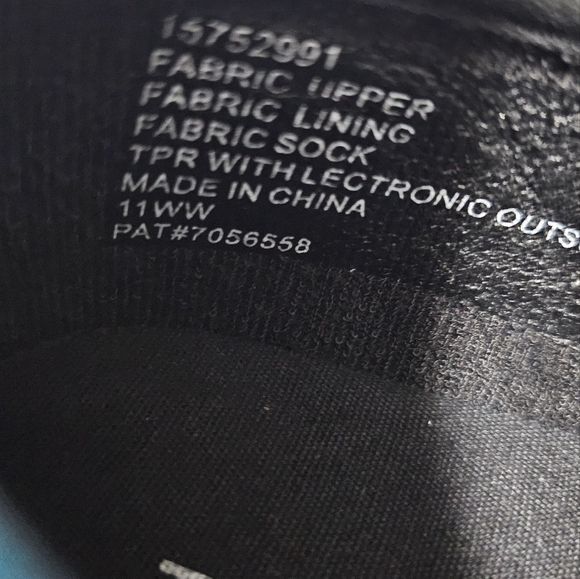 15752991
FABRIC UPPER
FABRIC LINING
FABRIC SOCK
TPR WITH LECTRONIC OUTS
MADE IN CHINA
11WW
PAT#7056558